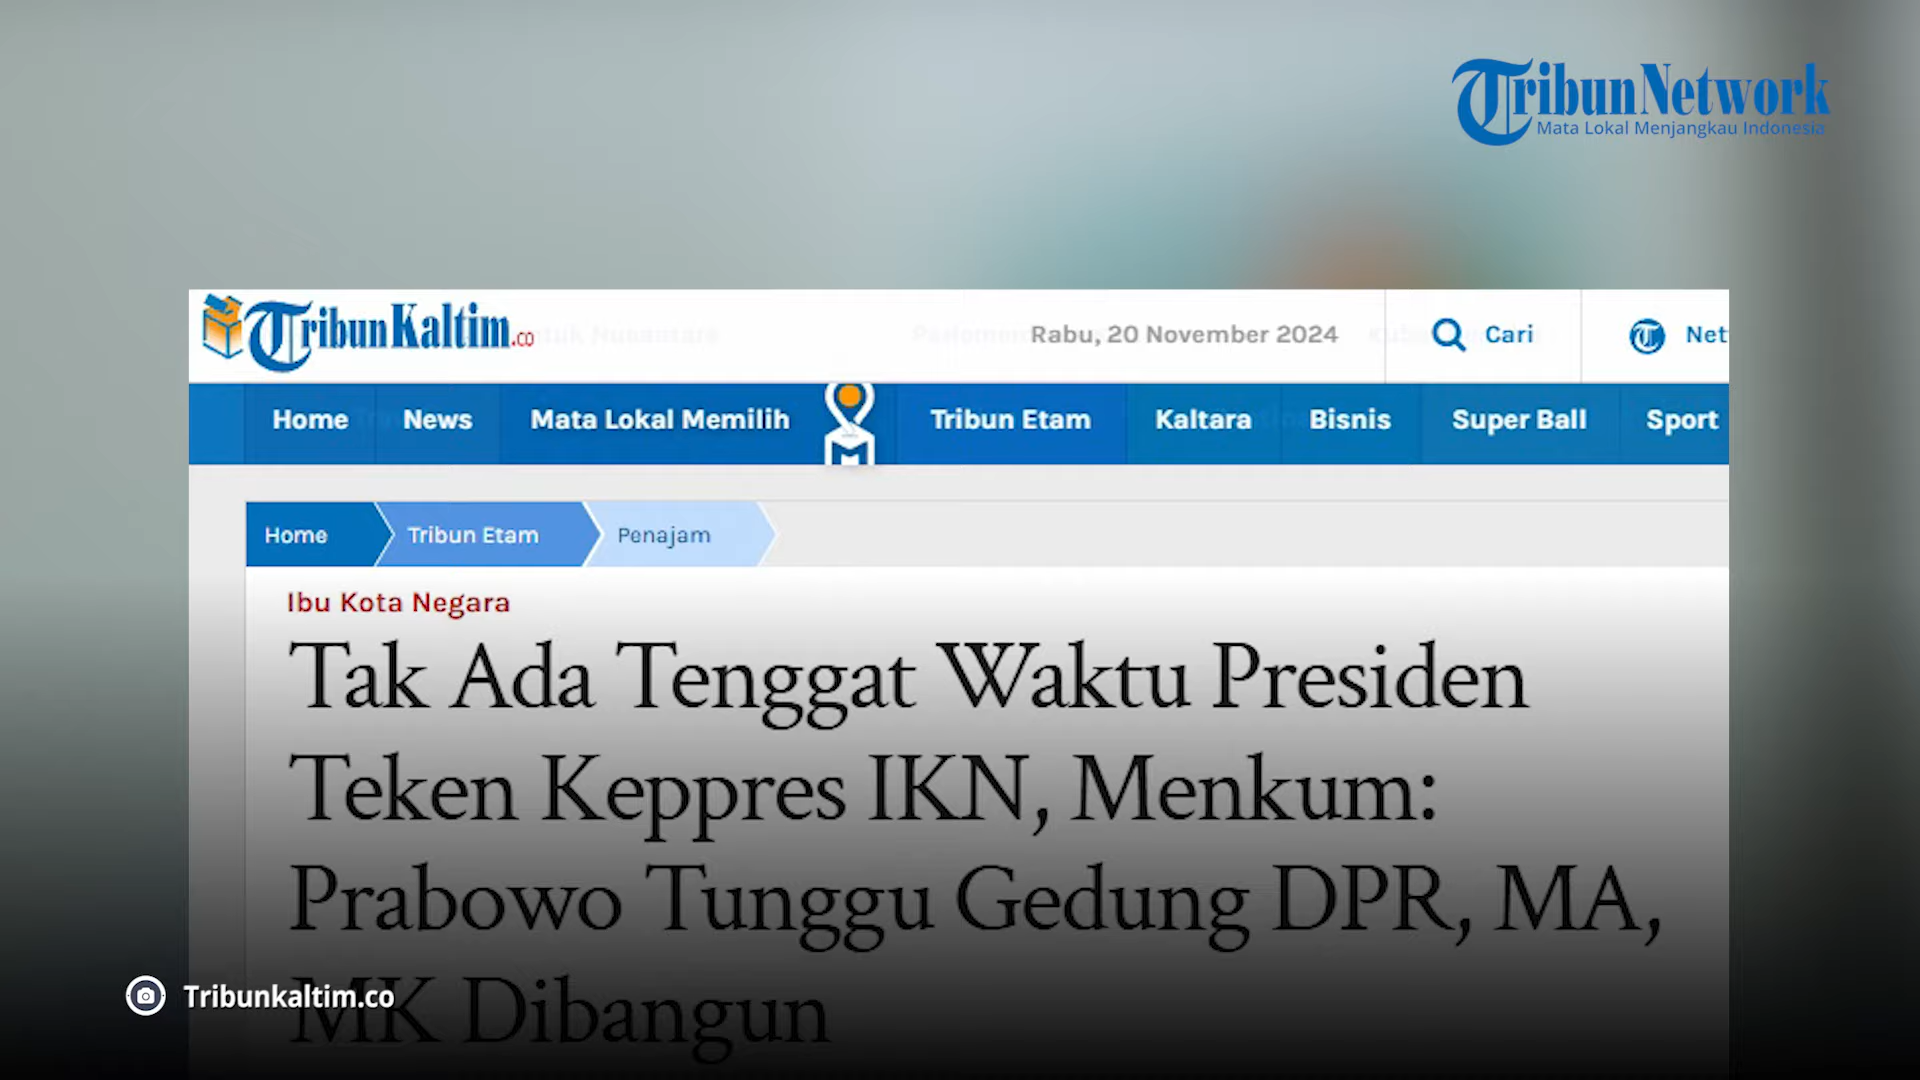 TribunNetwork
Mata Lokal Menjangkau Indonesia
TribunKaltim.co
Rabu, 20 November 2024
Cari
Net
Home
News
Mata Lokal Memilih
Tribun Etam
Kaltara
Bisnis
Super Ball
Sport
Home
Tribun Etam
Penajam
Ibu Kota Negara
Tak Ada Tenggat Waktu Presiden
Teken Keppres IKN, Menkum:
Prabowo Tunggu Gedung DPR, MA,
MK Dibangun
Tribunkaltim.co